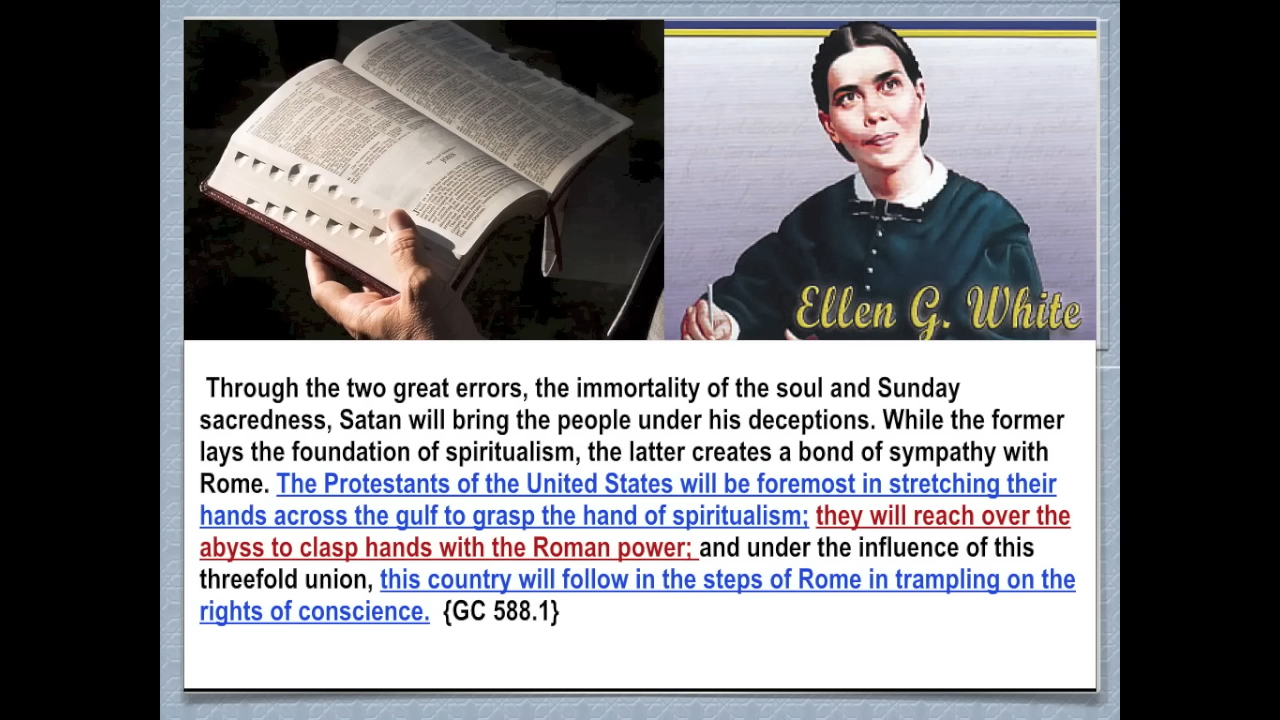 Ellen G. White
Through the two great errors, the immortality of the soul and Sunday
sacredness, Satan will bring the people under his deceptions. While the former
lays the foundation of spiritualism, the latter creates a bond of sympathy with
Rome. The Protestants of the United States will be foremost in stretching their
hands across the gulf to grasp the hand of spiritualism; they will reach over the
abyss to clasp hands with the Roman power; and under the influence of this
threefold union, this country will follow in the steps of Rome in trampling on the
rights of conscience. {GC 588.1}